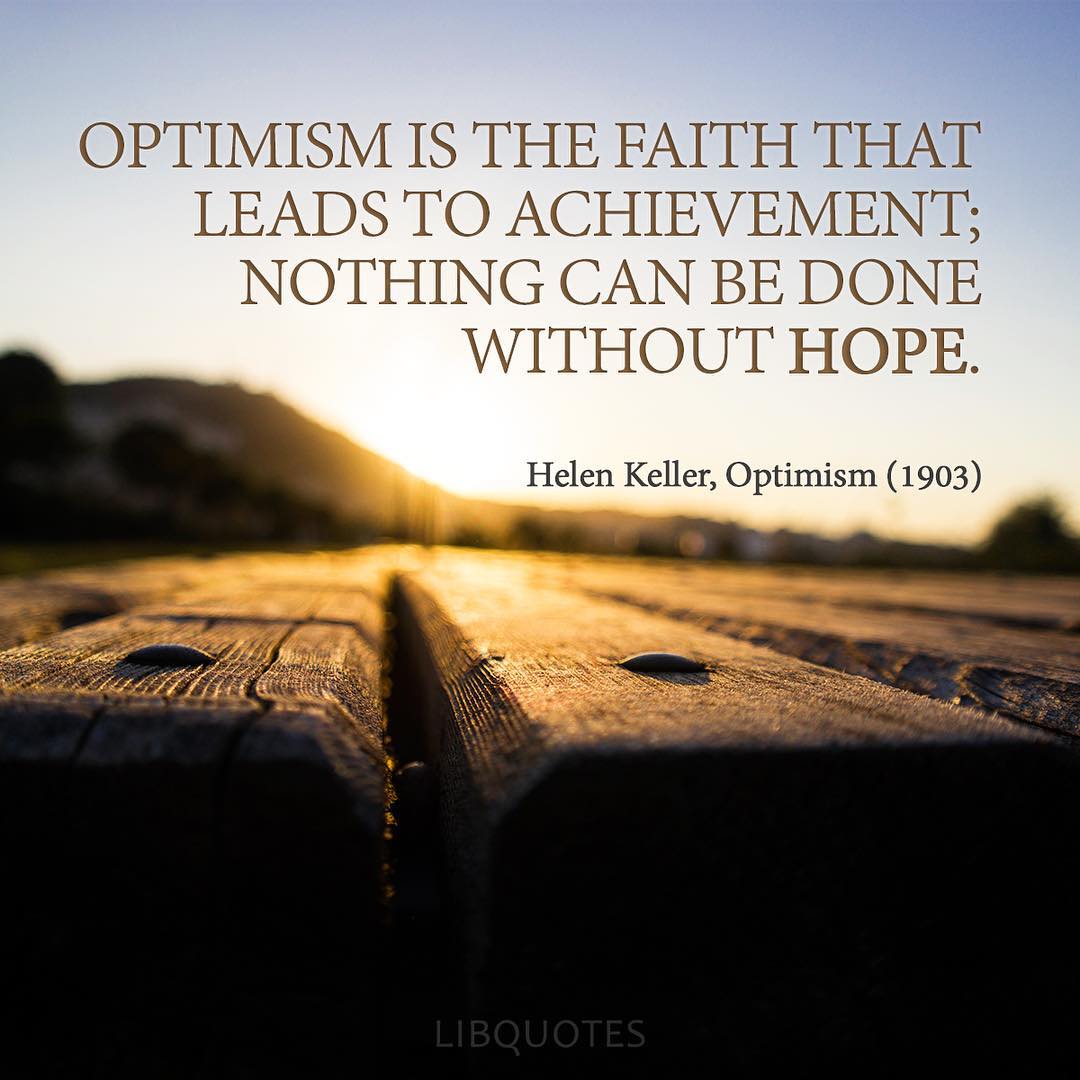 OPTIMISM IS THE FAITH THAT
LEADS TO ACHIEVEMENT;
NOTHING CAN BE DONE
WITHOUT HOPE.
Helen Keller, Optimism (1903)
LIBQUOTES